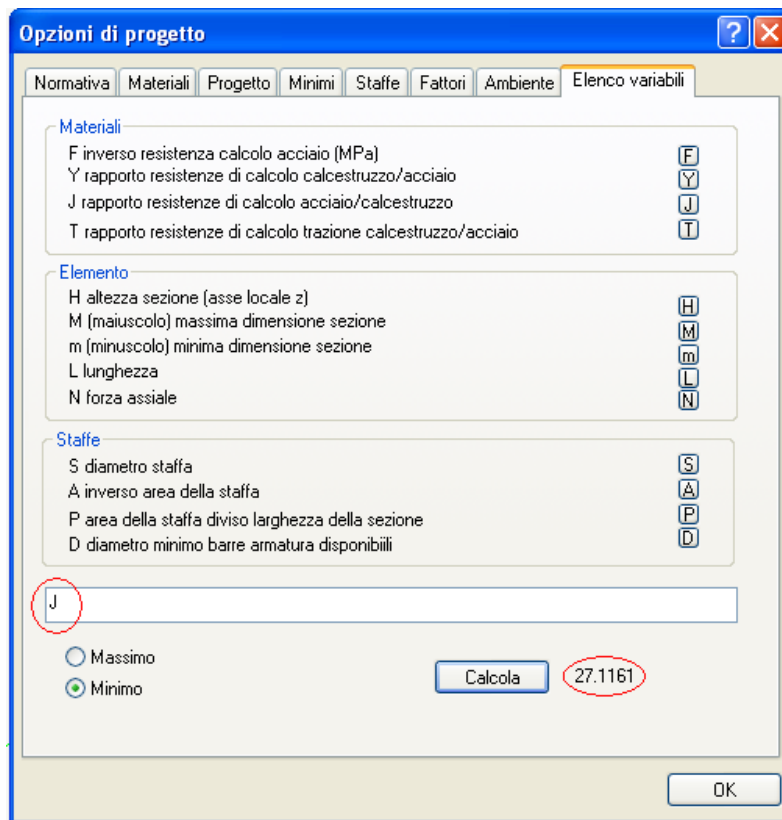 Opzioni di progetto
Normativa Materiali Progetto Minimi Staffe Fattori Ambiente Elenco variabili
Materiali
F inverso resistenza calcolo acciaio (MPa) F
Y rapporto resistenze di calcolo calcestruzzo/acciaio Y
J rapporto resistenze di calcolo acciaio/calcestruzzo J
T rapporto resistenze di calcolo trazione calcestruzzo/acciaio T
Elemento
H altezza sezione (asse locale z) H
M (maiuscolo) massima dimensione sezione M
m (minuscolo) minima dimensione sezione m
L lunghezza L
N forza assiale N
Staffe
S diametro staffa S
A inverso area della staffa A
P area della staffa diviso larghezza della sezione P
D diametro minimo barre armatura disponibiili D
J
Massimo
Minimo Calcola 27.1161
OK